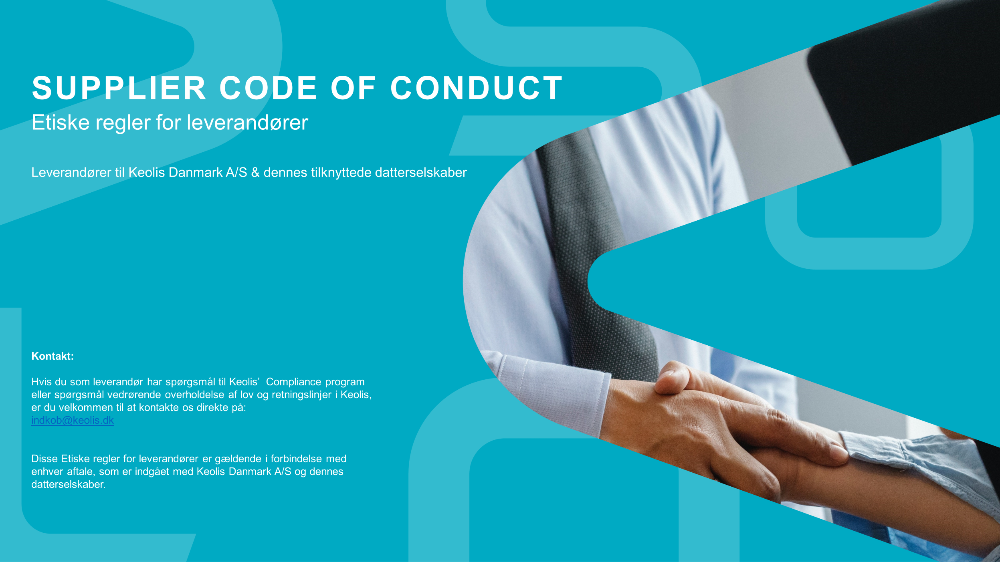 SUPPLIER CODE OF CONDUCT
Etiske regler for leverandører
Leverandører til Keolis Danmark A/S & dennes tilknyttede datterselskaber
Kontakt:
Hvis du som leverandør har spørgsmål til Keolis’  Compliance program
eller spørgsmål vedrørende overholdelse af lov og retningslinjer i Keolis,
er du velkommen til at kontakte os direkte på:
indkob@keolis.dk
Disse Etiske regler for leverandører er gældende i forbindelse med
enhver aftale, som er indgået med Keolis Danmark A/S og dennes
datterselskaber.